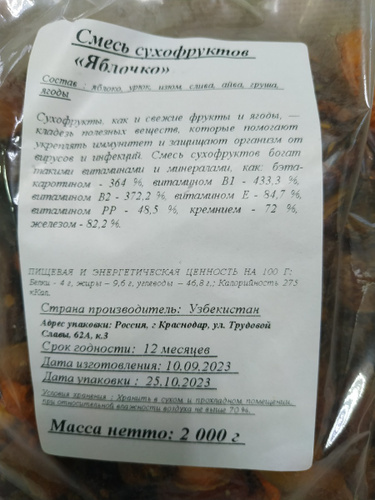 Смесь сухофруктов
«Яблочко»
Состав : яблоко, урюк, изюм, слива, айва, груша,
ягоды
Сухофрукты, как и свежие фрукты и ягоды, —
кладезь полезных веществ, которые помогают
укреплять иммунитет и защищают организм от
вирусов и инфекций. Смесь сухофруктов богат
такими витаминами и минералами, как: бэта-
каротином - 364 %, витамином В1 - 433,3 %,
витамином В2 - 372,2 %, витамином Е - 84,7 %,
витамином РР - 48,5 %, кремнием - 72 %,
железом - 82,2 %.
ПИЩЕВАЯ И ЭНЕРГЕТИЧЕСКАЯ ЦЕННОСТЬ НА 100 Г:
Белки - 4 г, жиры – 9,6 г, углеводы – 46,8 г.; Калорийность 275
кКал.
Страна производитель: Узбекистан
Адрес упаковки: Россия, г Краснодар, ул. Трудовой
Славы, 62А, к.3
Срок годности: 12 месяцев
Дата изготовления: 10.09.2023
Дата упаковки : 25.10.2023
Условия хранения : Хранить в сухом и прохладном помещении,
при относительной влажности воздуха не выше 70 %.
Масса нетто: 2 000 г